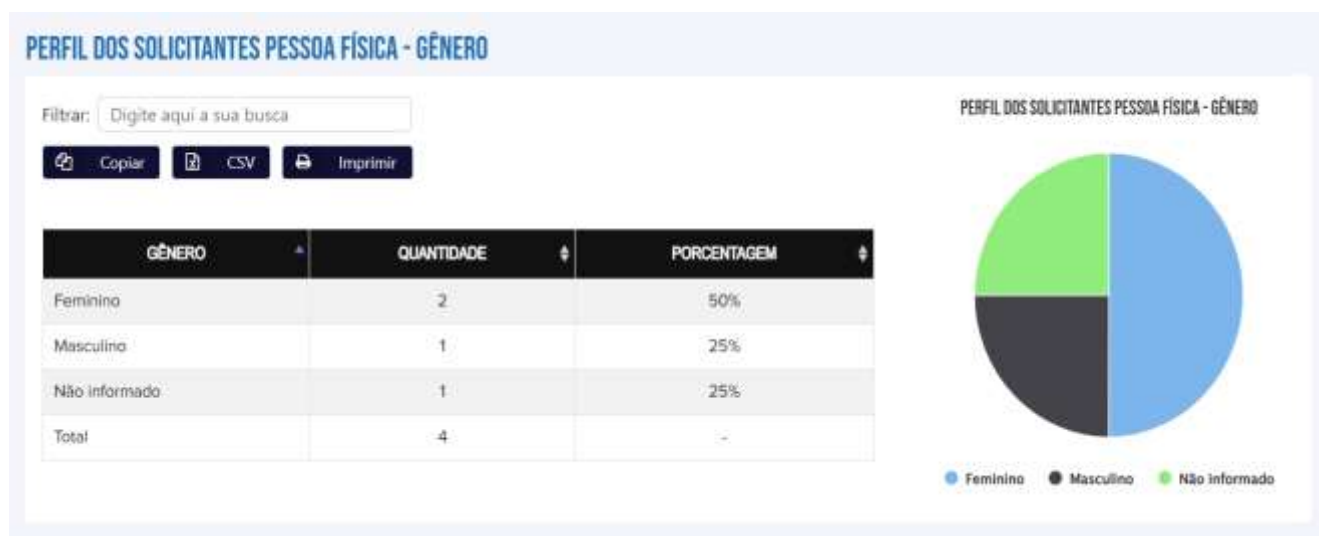 PERFIL DOS SOLICITANTES PESSOA FÍSICA - GÊNERO
Filtrar: Digite aqui a sua busca
Copiar CSV Imprimir
GÊNERO QUANTIDADE PORCENTAGEM
Feminino 2 50%
Masculino 1 25%
Não informado 1 25%
Total 4 -
PERFIL DOS SOLICITANTES PESSOA FÍSICA - GÊNERO
Feminino Masculino Não informado